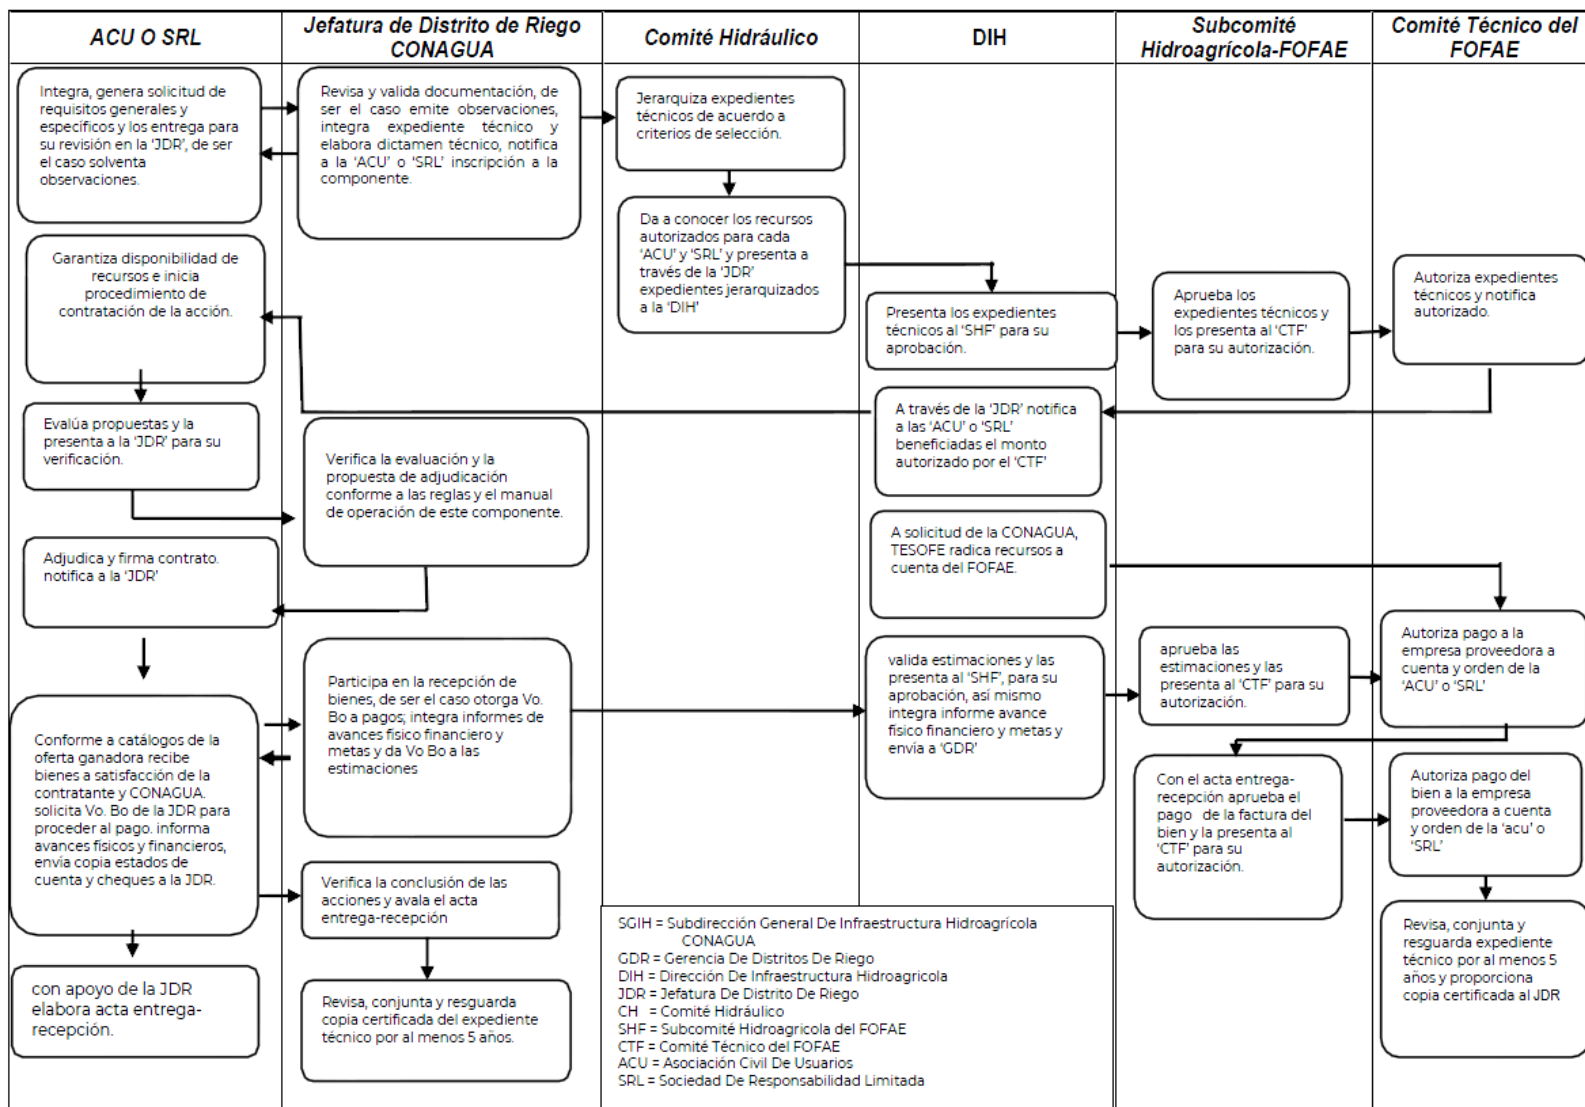 ACU O SRL
Jefatura de Distrito de Riego
CONAGUA
Comité Hidráulico
DIH
Subcomité
Hidroagrícola-FOFAE
Comité Técnico del
FOFAE
Integra, genera solicitud de
requisitos generales y
específicos y los entrega para
su revisión en la 'JDR', de ser
el caso solventa
observaciones.
Revisa y valida documentación, de
ser el caso emite observaciones,
integra expediente técnico y
elabora dictamen técnico, notifica
a la 'ACU' o 'SRL' inscripción a la
componente.
Jerarquiza expedientes
técnicos de acuerdo a
criterios de selección.
Da a conocer los recursos
autorizados para cada
'ACU' y 'SRL' y presenta a
través de la 'JDR'
expedientes jerarquizados
a la 'DIH'
Garantiza disponibilidad de
recursos e inicia
procedimiento de
contratación de la acción.
Presenta los expedientes
técnicos al 'SHF' para su
aprobación.
Aprueba los
expedientes técnicos y
los presenta al 'CTF'
para su autorización.
Autoriza expedientes
técnicos y notifica
autorizado.
Evalúa propuestas y la
presenta a la 'JDR' para su
verificación.
A través de la 'JDR' notifica
a las 'ACU' o 'SRL'
beneficiadas el monto
autorizado por el 'CTF'
Verifica la evaluación y la
propuesta de adjudicación
conforme a las reglas y el manual
de operación de este componente.
A solicitud de la CONAGUA,
TESOFE radica recursos a
cuenta del FOFAE.
Adjudica y firma contrato.
notifica a la 'JDR'
Participa en la recepción de
bienes, de ser el caso otorga Vo.
Bo a pagos; integra informes de
avances físico financiero y
metas y da Vo Bo a las
estimaciones
valida estimaciones y las
presenta al 'SHF', para su
aprobación, así mismo
integra informe avance
físico financiero y metas y
envía a 'GDR'
aprueba las
estimaciones y las
presenta al 'CTF' para su
autorización.
Autoriza pago a la
empresa proveedora a
cuenta y orden de la
'ACU' o 'SRL'
Conforme a catálogos de la
oferta ganadora recibe
bienes a satisfacción de la
contratante y CONAGUA.
solicita Vo. Bo de la JDR para
proceder al pago. informa
avances físicos y financieros,
envía copia estados de
cuenta y cheques a la JDR.
Con el acta entrega-
recepción aprueba el
pago de la factura del
bien y la presenta al
'CTF' para su
autorización.
Autoriza pago del
bien a la empresa
proveedora a cuenta
y orden de la 'acu' o
'SRL'
Verifica la conclusión de las
acciones y avala el acta
entrega-recepción
Revisa, conjunta y
resguarda expediente
técnico por al menos 5
años y proporciona
copia certificada al JDR
con apoyo de la JDR
elabora acta entrega-
recepción.
Revisa, conjunta y resguarda
copia certificada del expediente
técnico por al menos 5 años.
SGIH = Subdirección General De Infraestructura Hidroagrícola
CONAGUA
GDR = Gerencia De Distritos De Riego
DIH = Dirección De Infraestructura Hidroagricola
JDR = Jefatura De Distrito De Riego
CH = Comité Hidráulico
SHF = Subcomité Hidroagricola del FOFAE
CTF = Comité Técnico del FOFAE
ACU = Asociación Civil De Usuarios
SRL = Sociedad De Responsabilidad Limitada